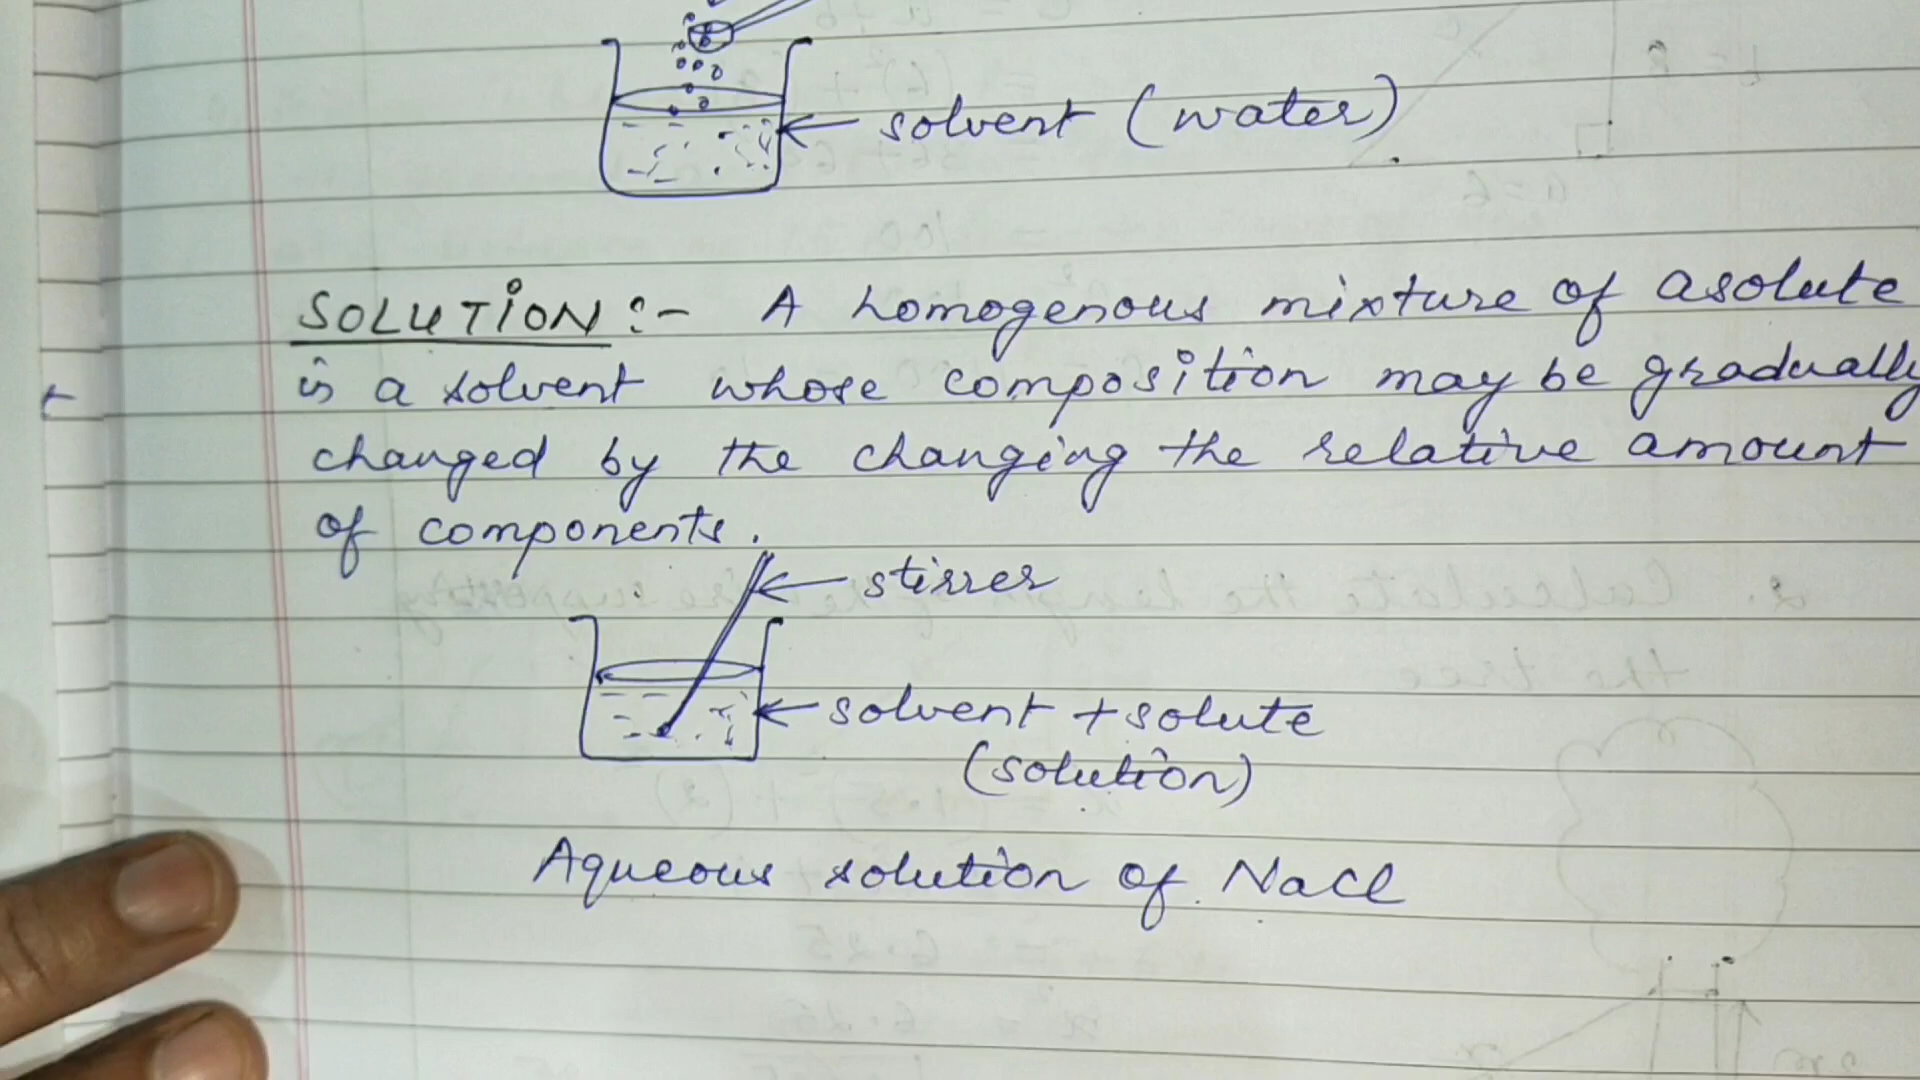 solvent (water)
SOLUTION :- A homogenous mixture of asolute
is a solvent whose composition may be gradually
changed by the changing the relative amount
of components.
stirrer
solvent + solute
(solution)
Aqueous solution of NaCl